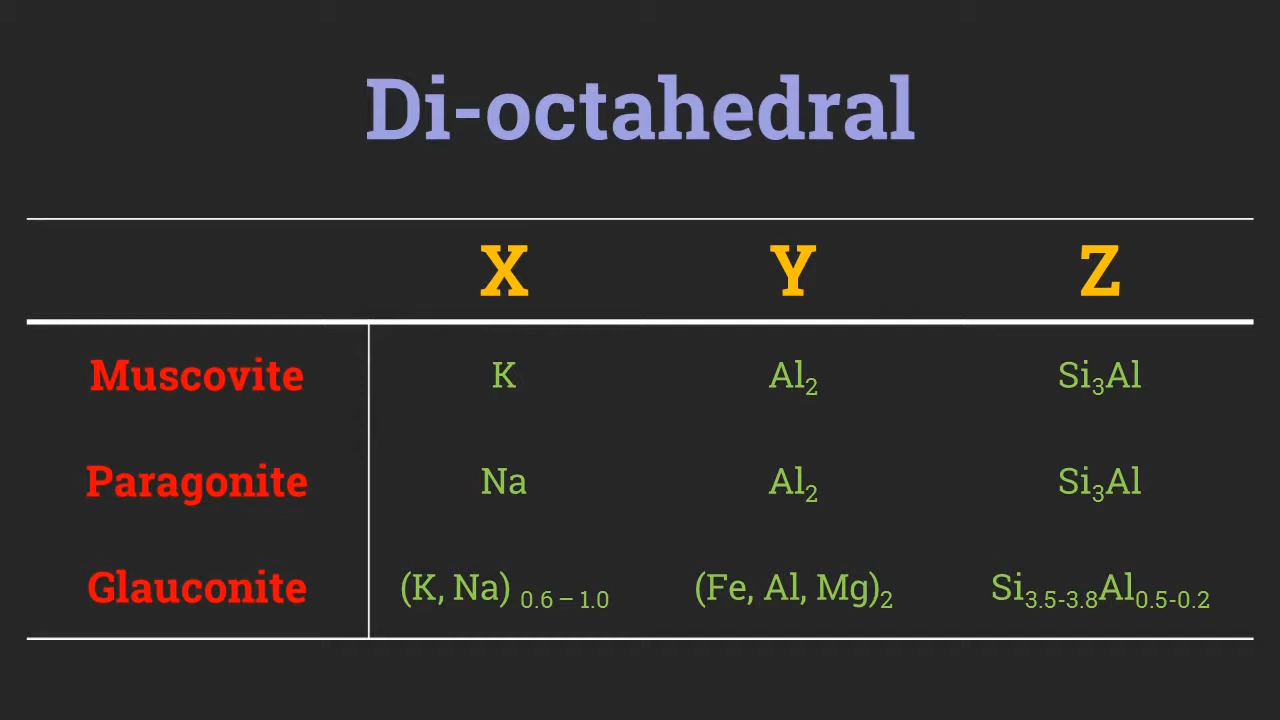 Di-octahedral
X Y Z
Muscovite K Al₂ Si₃Al
Paragonite Na Al₂ Si₃Al
Glauconite (K, Na) ₀.₆ – ₁.₀ (Fe, Al, Mg)₂ Si₃.₅-₃.₈Al₀.₅-₀.₂